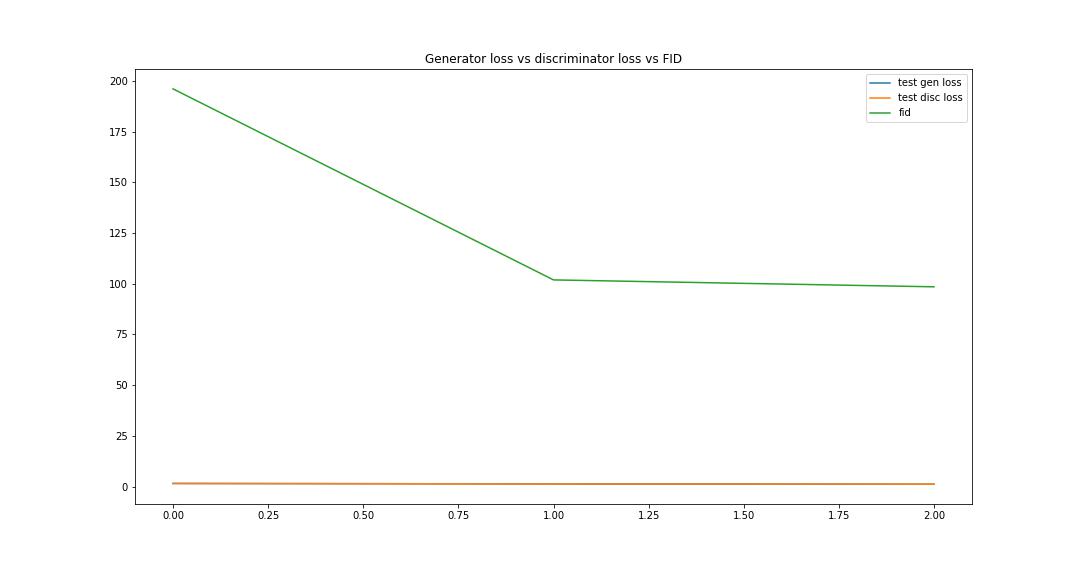 Generator loss vs discriminator loss vs FID
200
175
150
125
100
75
50
25
0
test gen loss
test disc loss
fid
0.00 0.25 0.50 0.75 1.00 1.25 1.50 1.75 2.00